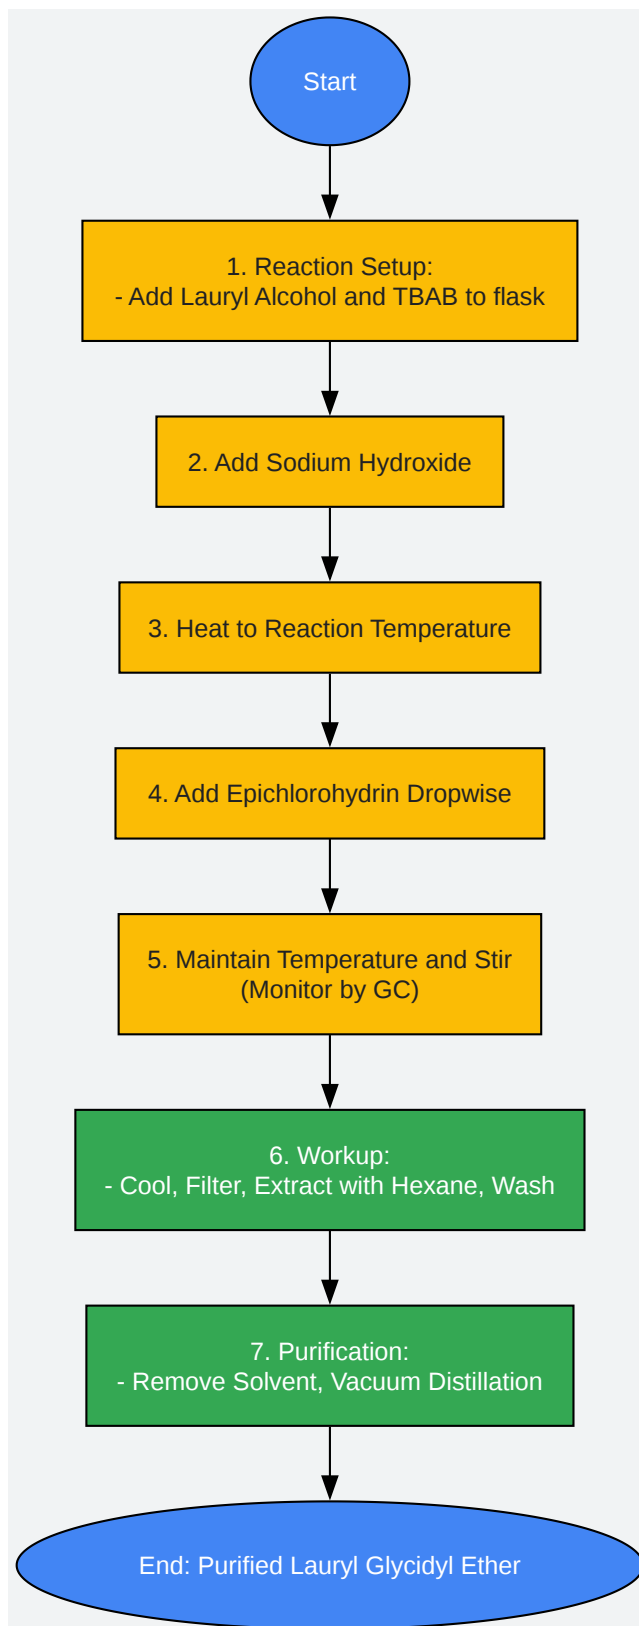 Start
1. Reaction Setup:
- Add Lauryl Alcohol and TBAB to flask
2. Add Sodium Hydroxide
3. Heat to Reaction Temperature
4. Add Epichlorohydrin Dropwise
5. Maintain Temperature and Stir
(Monitor by GC)
6. Workup:
- Cool, Filter, Extract with Hexane, Wash
7. Purification:
- Remove Solvent, Vacuum Distillation
End: Purified Lauryl Glycidyl Ether